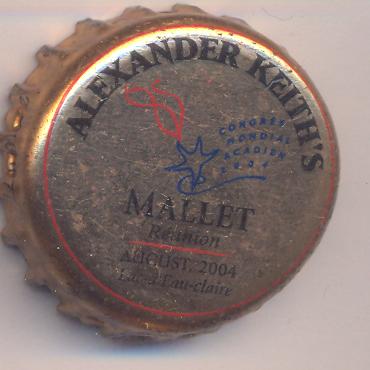 ALEXANDER KEITH'S
CONGRÈS
MONDIAL
ACADIEN
2004
MALLET
Réunion
AUGUST, 2004
Lac-à-l'eau-claire